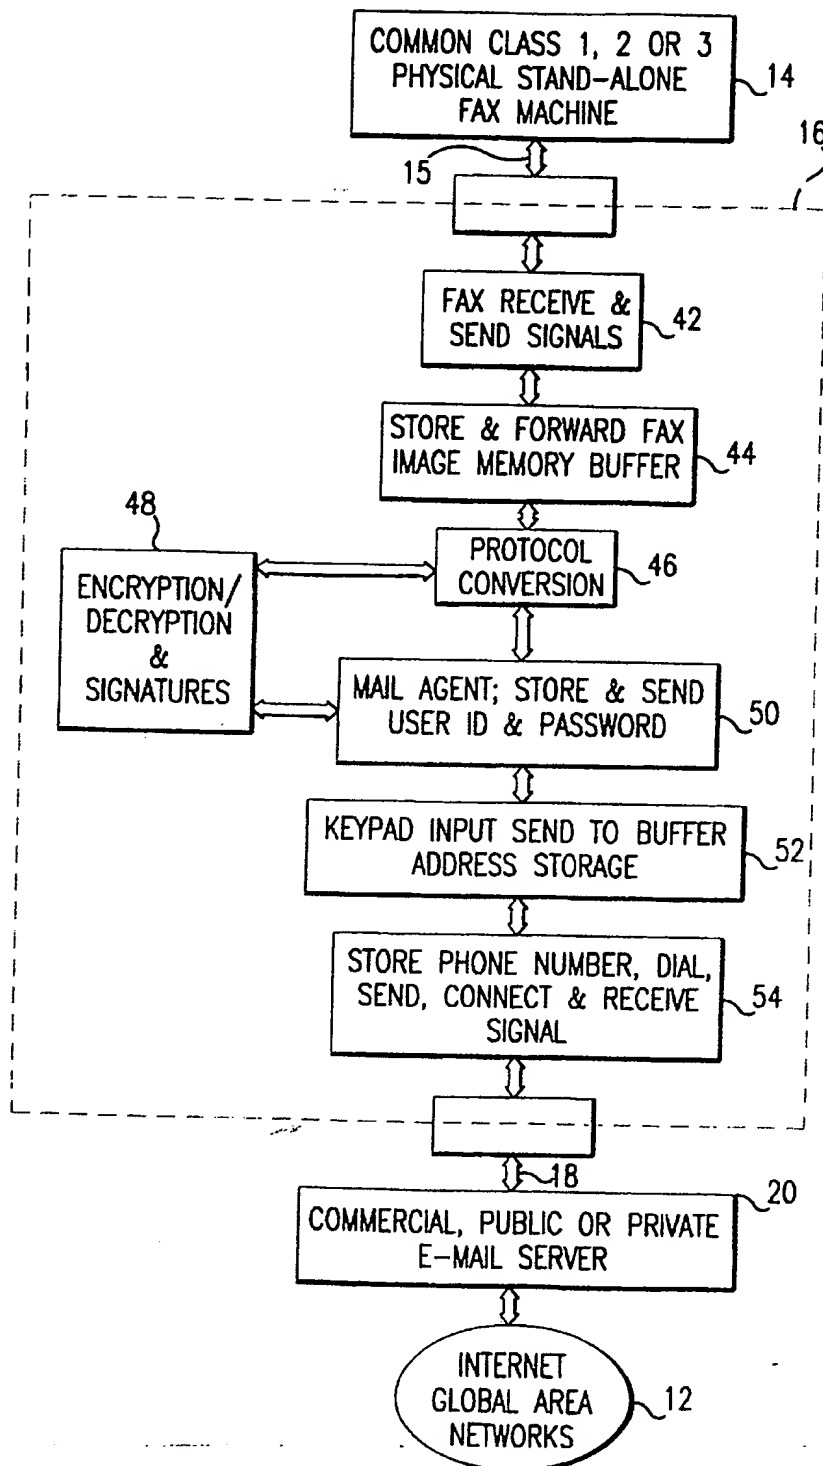 COMMON CLASS 1, 2 OR 3
PHYSICAL STAND-ALONE
FAX MACHINE
14
15
16
FAX RECEIVE &
SEND SIGNALS
42
STORE & FORWARD FAX
IMAGE MEMORY BUFFER
44
48
PROTOCOL
CONVERSION
46
ENCRYPTION/
DECRYPTION
&
SIGNATURES
MAIL AGENT; STORE & SEND
USER ID & PASSWORD
50
KEYPAD INPUT SEND TO BUFFER
ADDRESS STORAGE
52
STORE PHONE NUMBER, DIAL,
SEND, CONNECT & RECEIVE
SIGNAL
54
18
20
COMMERCIAL, PUBLIC OR PRIVATE
E-MAIL SERVER
INTERNET
GLOBAL AREA
NETWORKS
12